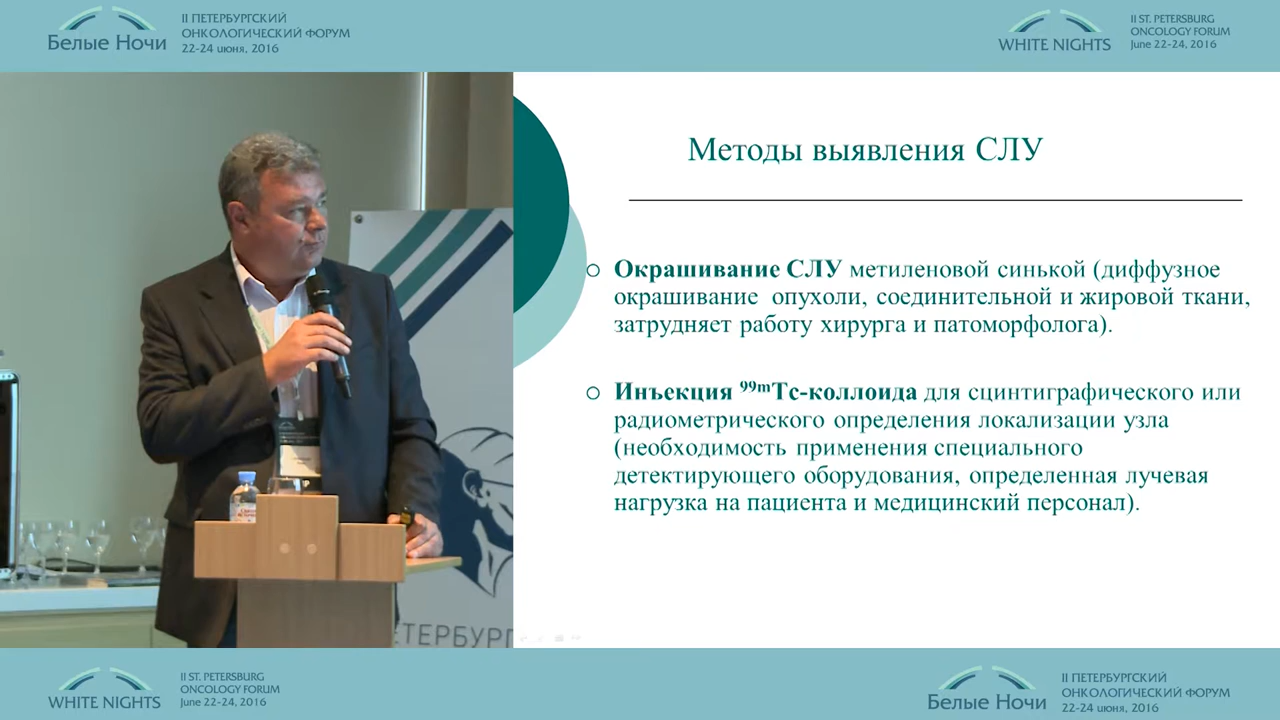 Белые Ночи
II ПЕТЕРБУРГСКИЙ
ОНКОЛОГИЧЕСКИЙ ФОРУМ
22-24 июня, 2016
WHITE NIGHTS
II ST. PETERSBURG
ONCOLOGY FORUM
June 22-24, 2016
Методы выявления СЛУ
Окрашивание СЛУ метиленовой синькой (диффузное
окрашивание опухоли, соединительной и жировой ткани,
затрудняет работу хирурга и патоморфолога).
Инъекция ⁹⁹ᵐTc-коллоида для сцинтиграфического или
радиометрического определения локализации узла
(необходимость применения специального
детектирующего оборудования, определенная лучевая
нагрузка на пациента и медицинский персонал).
ЕТЕРБУРГ
WHITE NIGHTS
II ST. PETERSBURG
ONCOLOGY FORUM
June 22-24, 2016
Белые Ночи
II ПЕТЕРБУРГСКИЙ
ОНКОЛОГИЧЕСКИЙ ФОРУМ
22-24 июня, 2016